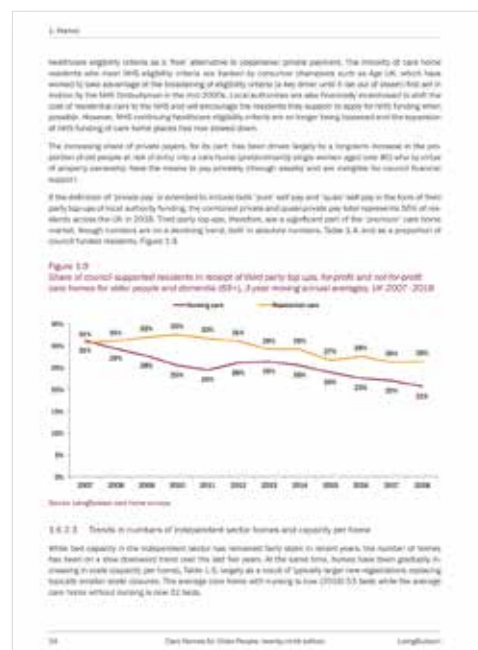 healthcare eligibility criteria as a 'free' alternative to expensive private payment. The minority of care home
residents who meet NHS eligibility criteria are backed by consumer champions such as Age UK, which have
worked to take advantage of the broadening of eligibility criteria (a key driver until it ran out of steam) first set in
motion by the NHS Ombudsman in the mid 2000s. Local authorities are also financially incentivised to shift the
cost of residential care to the NHS and will encourage the residents they support to apply for NHS funding when
possible. However, NHS continuing healthcare eligibility criteria are no longer being loosened and the expansion
of NHS funding of care home places has now slowed down.
The increasing share of private payers, for its part, has been driven largely by a long-term increase in the pro-
portion of old people at risk of entry into a care home (predominantly single women aged over 80) who by virtue
of property ownership have the means to pay privately (through assets) and are ineligible for council financial
support.
If the definition of 'private pay' is extended to include both 'pure' self pay and 'quasi' self pay in the form of third
party top-ups of local authority funding, the combined private and quasi private pay total represents 55% of resi-
dents across the UK in 2018. Third party top-ups, therefore, are a significant part of the 'premium' care home
market, though numbers are on a declining trend, both in absolute numbers, Table 1.4, and as a proportion of
council funded residents, Figure 1.9.
Figure 1.9
Share of council supported residents in receipt of third party top ups, for-profit and not-for-profit
care homes for older people and dementia (65+), 3 year moving annual averages, UK 2007-2018
Nursing care Residential care
2007 2008 2009 2010 2011 2012 2013 2014 2015 2016 2017 2018
Source LaingBuisson care home surveys
Trends in numbers of independent sector homes and capacity per home
While bed capacity in the independent sector has remained fairly stable in recent years, the number of homes
has been on a slow downward trend over the last few years. At the same time, homes have been gradually in-
creasing in scale (capacity per home), Table 1.5, largely as a result of typically larger new registrations replacing
typically smaller scale closures. The average care home with nursing is now (2018) 53 beds while the average
care home without nursing is now 32 beds.
Care Homes for Older People twenty-ninth edition LaingBuisson